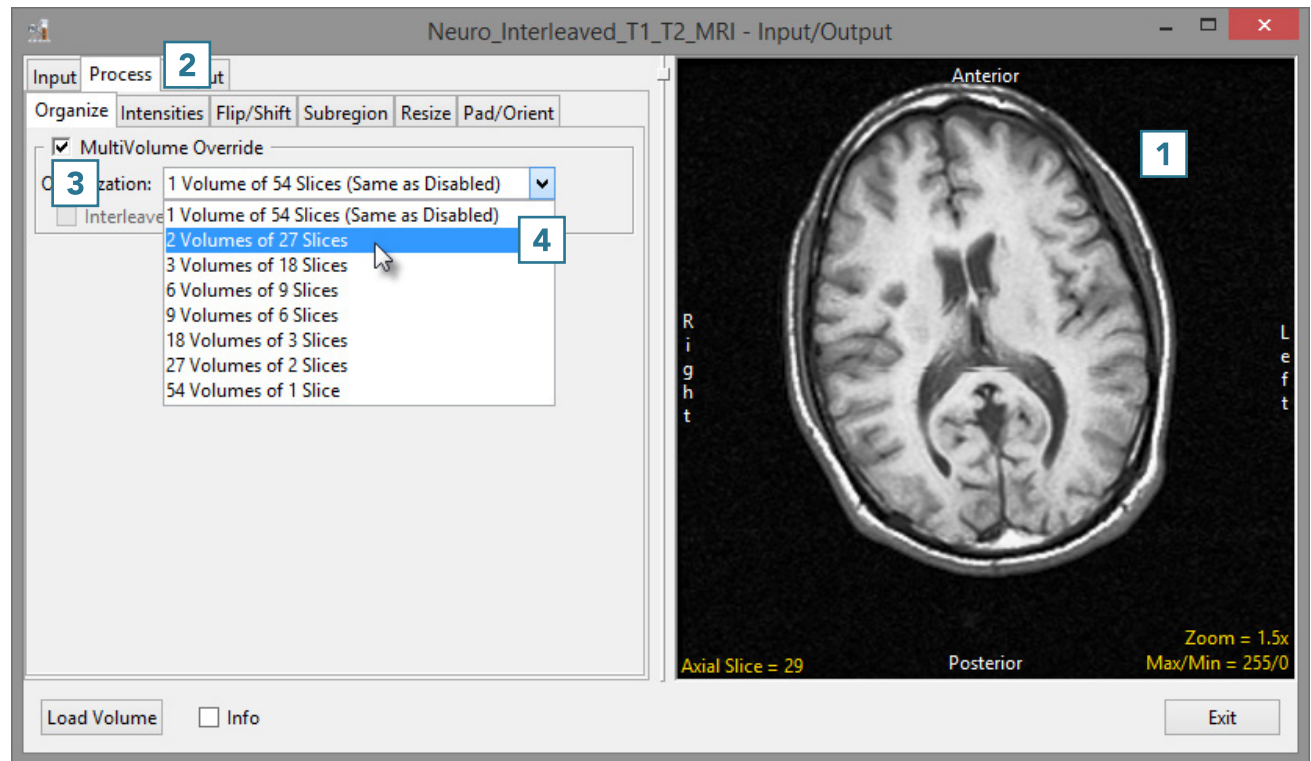 Neuro_Interleaved_T1_T2_MRI - Input/Output
Input Process 2 ut
Organize Intensities Flip/Shift Subregion Resize Pad/Orient
MultiVolume Override
O 3 zation: 1 Volume of 54 Slices (Same as Disabled)
Interleave 1 Volume of 54 Slices (Same as Disabled)
2 Volumes of 27 Slices 4
3 Volumes of 18 Slices
6 Volumes of 9 Slices
9 Volumes of 6 Slices
18 Volumes of 3 Slices
27 Volumes of 2 Slices
54 Volumes of 1 Slice
Anterior
1
Right
Left
Zoom = 1.5x
Axial Slice = 29 Posterior Max/Min = 255/0
Load Volume Info Exit